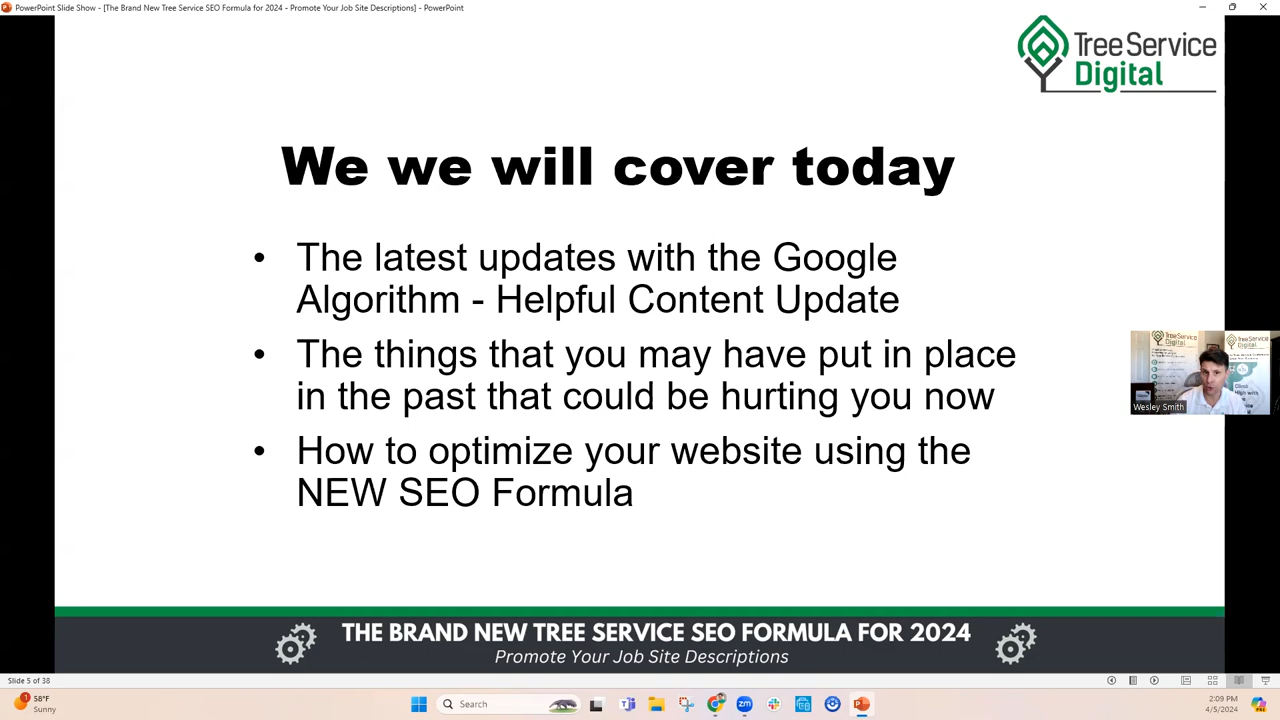 PowerPoint Slide Show - [The Brand New Tree Service SEO Formula for 2024 - Promote Your Job Site Descriptions] - PowerPoint
Tree Service
Digital
We we will cover today
• The latest updates with the Google
Algorithm - Helpful Content Update
• The things that you may have put in place
in the past that could be hurting you now
• How to optimize your website using the
NEW SEO Formula
Wesley Smith
THE BRAND NEW TREE SERVICE SEO FORMULA FOR 2024
Promote Your Job Site Descriptions
Slide 5 of 38
58°F
Sunny
Search
2:09 PM
4/5/2024